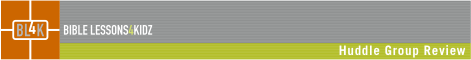 BL4K
BIBLE LESSONS4KIDZ
Huddle Group Review